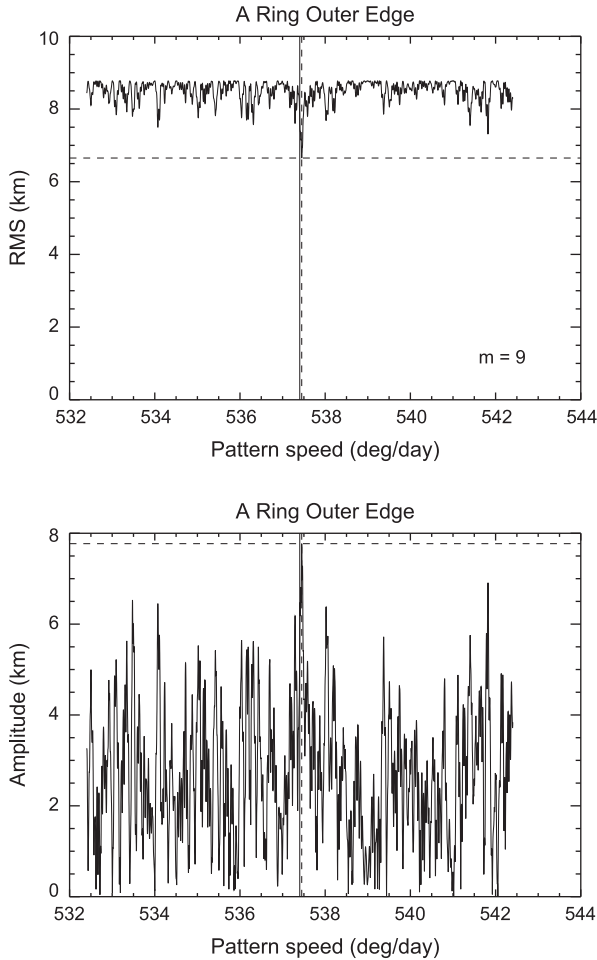 A Ring Outer Edge
10
8
6
4
2
0
RMS (km)
m = 9
532 534 536 538 540 542 544
Pattern speed (deg/day)
A Ring Outer Edge
8
6
4
2
0
Amplitude (km)
532 534 536 538 540 542 544
Pattern speed (deg/day)